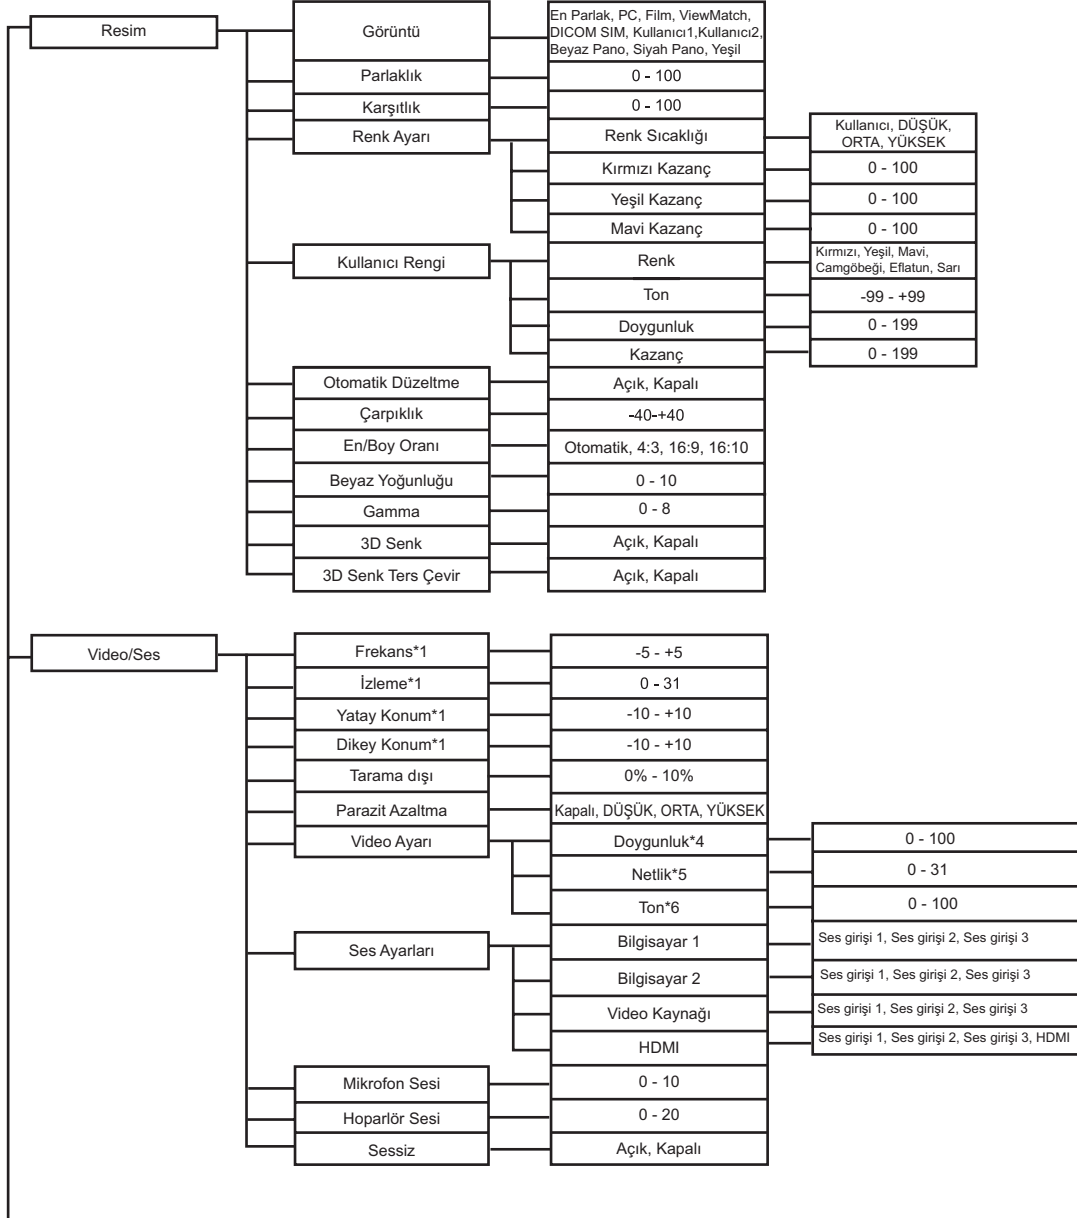 Resim
Görüntü
En Parlak, PC, Film, ViewMatch,
DICOM SIM, Kullanıcı1,Kullanıcı2,
Beyaz Pano, Siyah Pano, Yeşil
Parlaklık
0 - 100
Karşıtlık
0 - 100
Renk Ayarı
Renk Sıcaklığı
Kullanıcı, DÜŞÜK,
ORTA, YÜKSEK
Kırmızı Kazanç
0 - 100
Yeşil Kazanç
0 - 100
Mavi Kazanç
0 - 100
Kullanıcı Rengi
Renk
Kırmızı, Yeşil, Mavi,
Camgöbeği, Eflatun, Sarı
Ton
-99 - +99
Doygunluk
0 - 199
Kazanç
0 - 199
Otomatik Düzeltme
Açık, Kapalı
Çarpıklık
-40-+40
En/Boy Oranı
Otomatik, 4:3, 16:9, 16:10
Beyaz Yoğunluğu
0 - 10
Gamma
0 - 8
3D Senk
Açık, Kapalı
3D Senk Ters Çevir
Açık, Kapalı
Video/Ses
Frekans*1
-5 - +5
İzleme*1
0 - 31
Yatay Konum*1
-10 - +10
Dikey Konum*1
-10 - +10
Tarama dışı
0% - 10%
Parazit Azaltma
Kapalı, DÜŞÜK, ORTA, YÜKSEK
Video Ayarı
Doygunluk*4
0 - 100
Netlik*5
0 - 31
Ton*6
0 - 100
Ses Ayarları
Bilgisayar 1
Ses girişi 1, Ses girişi 2, Ses girişi 3
Bilgisayar 2
Ses girişi 1, Ses girişi 2, Ses girişi 3
Video Kaynağı
Ses girişi 1, Ses girişi 2, Ses girişi 3
HDMI
Ses girişi 1, Ses girişi 2, Ses girişi 3, HDMI
Mikrofon Sesi
0 - 10
Hoparlör Sesi
0 - 20
Sessiz
Açık, Kapalı